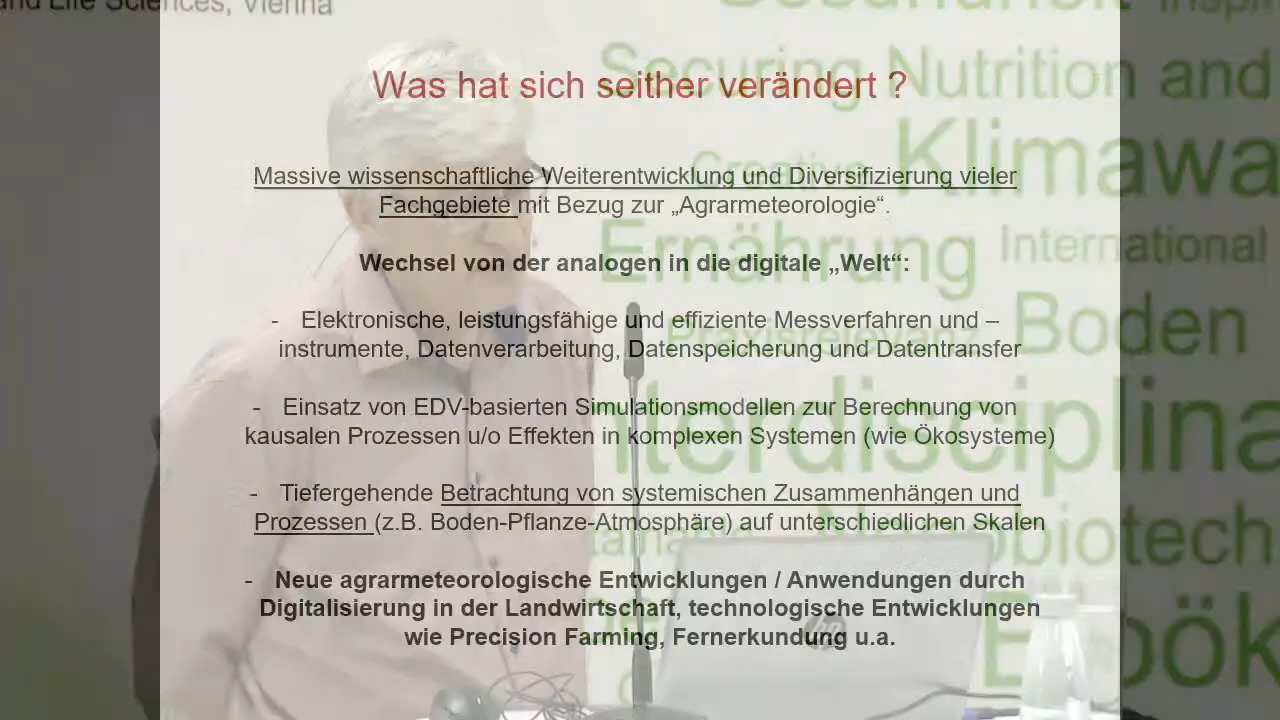 and Life Sciences, Vienna
Was hat sich seither verändert ?
Securing Nutrition and
Creative Klimawa
Massive wissenschaftliche Weiterentwicklung und Diversifizierung vieler
Fachgebiete mit Bezug zur „Agrarmeteorologie“.
Ernährung International
Wechsel von der analogen in die digitale „Welt“:
- Elektronische, leistungsfähige und effiziente Messverfahren und –
instrumente, Datenverarbeitung, Datenspeicherung und Datentransfer
Boden
- Einsatz von EDV-basierten Simulationsmodellen zur Berechnung von
kausalen Prozessen u/o Effekten in komplexen Systemen (wie Ökosysteme)
nterdisciplina
- Tiefergehende Betrachtung von systemischen Zusammenhängen und
Prozessen (z.B. Boden-Pflanze-Atmosphäre) auf unterschiedlichen Skalen
- Neue agrarmeteorologische Entwicklungen / Anwendungen durch
Digitalisierung in der Landwirtschaft, technologische Entwicklungen
wie Precision Farming, Fernerkundung u.a.
hp